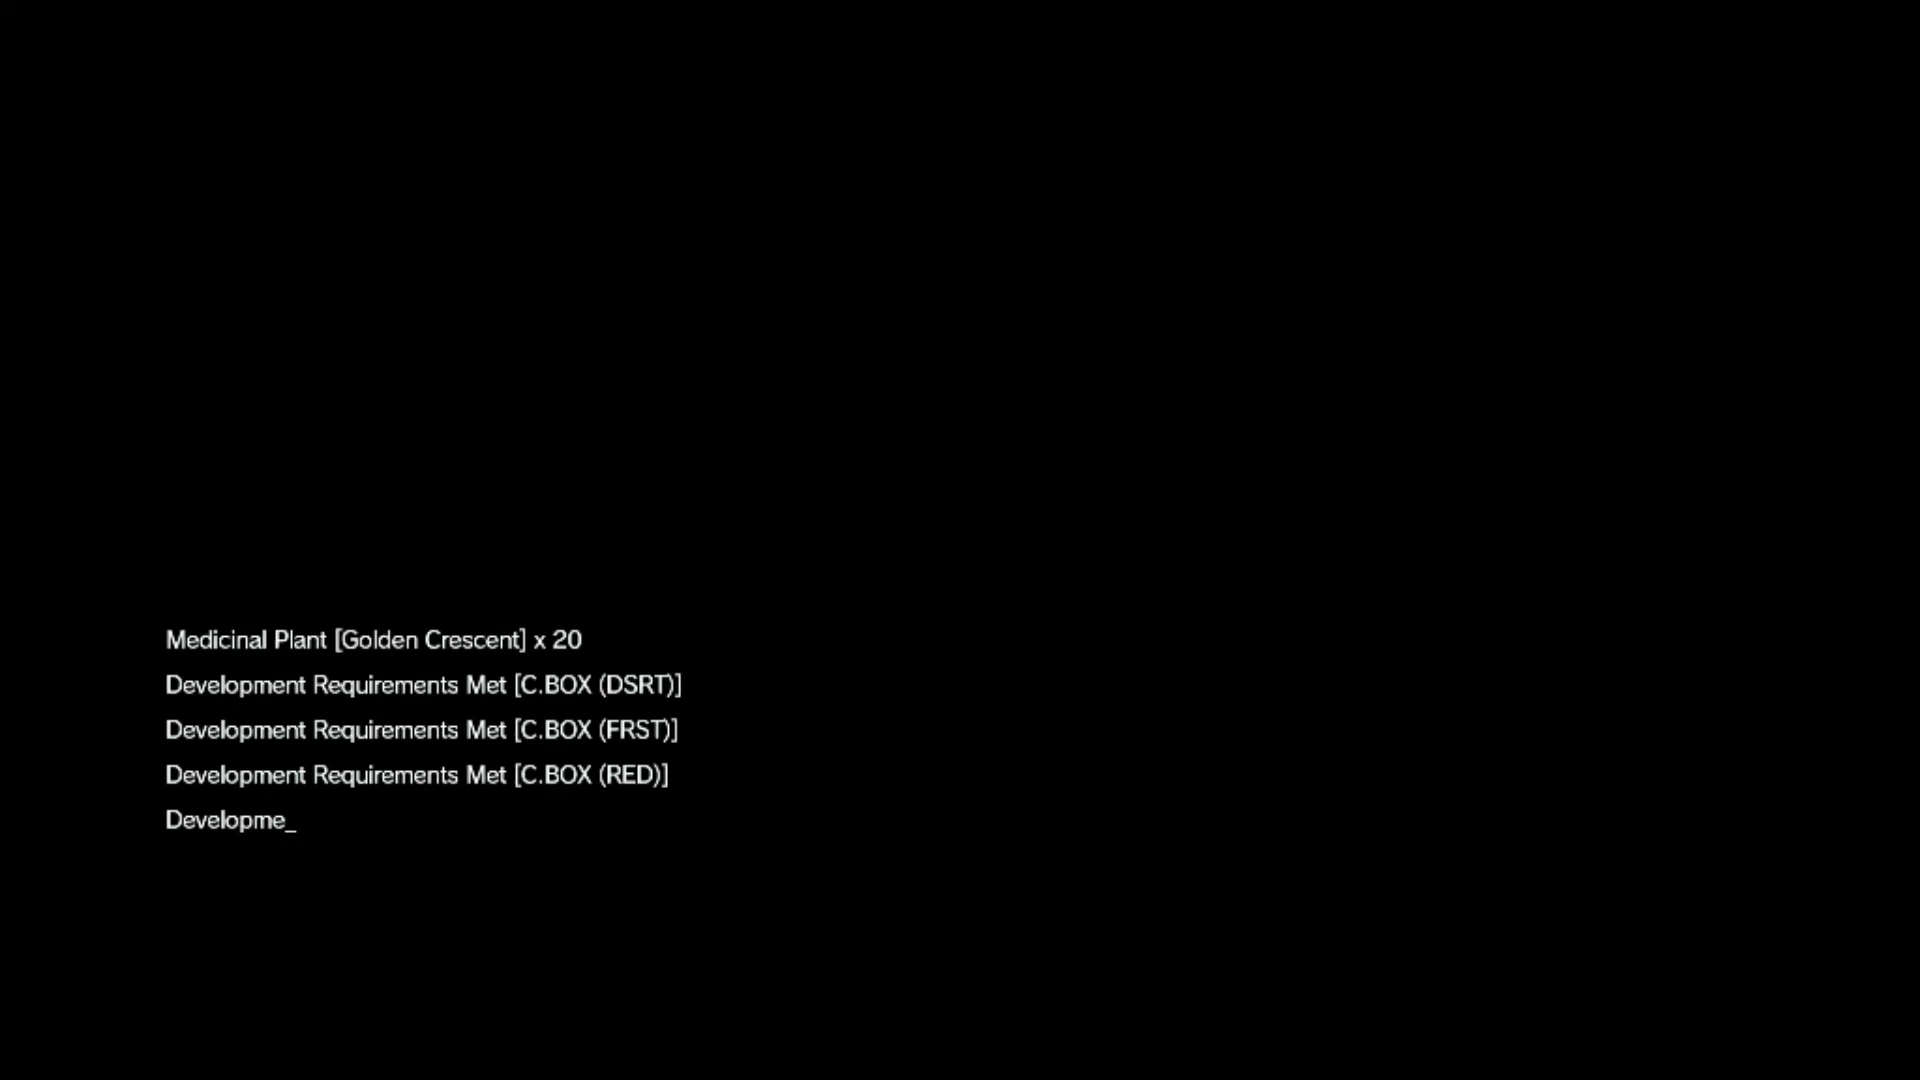 Medicinal Plant [Golden Crescent] x 20
Development Requirements Met [C.BOX (DSRT)]
Development Requirements Met [C.BOX (FRST)]
Development Requirements Met [C.BOX (RED)]
Developme_